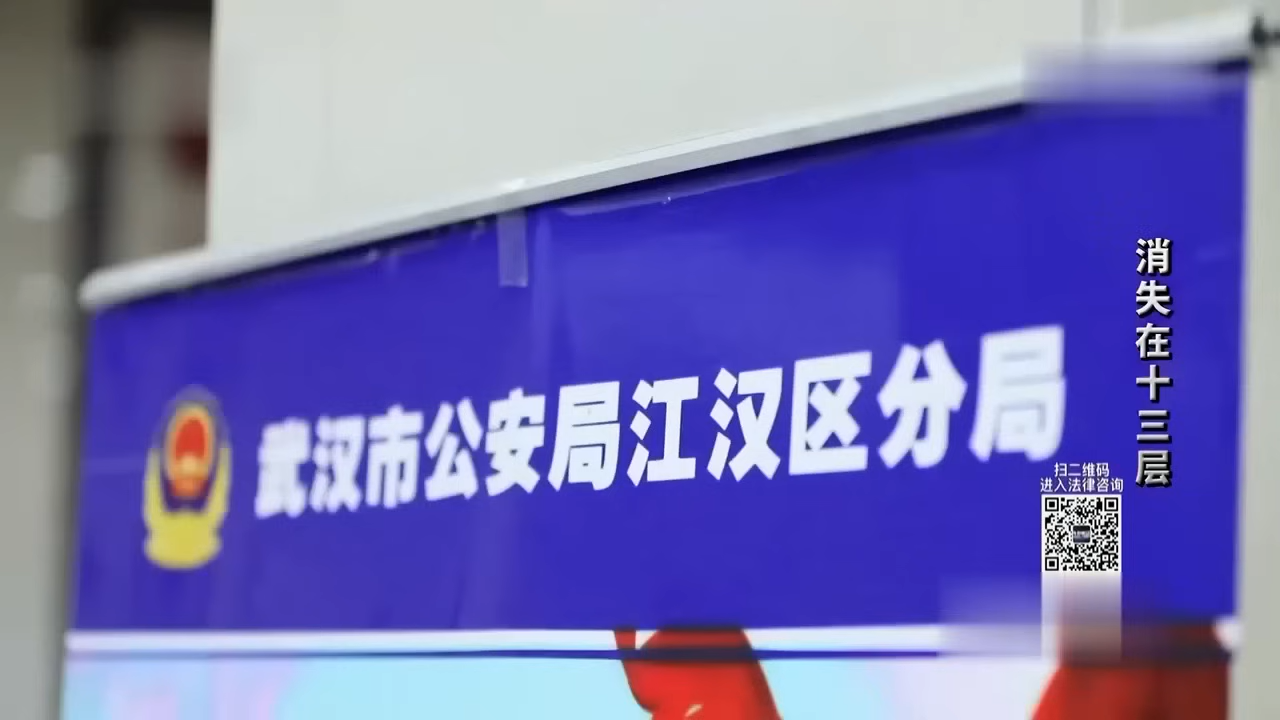 武汉市公安局江汉区分局
消失在十三层
扫二维码
进入法律咨询